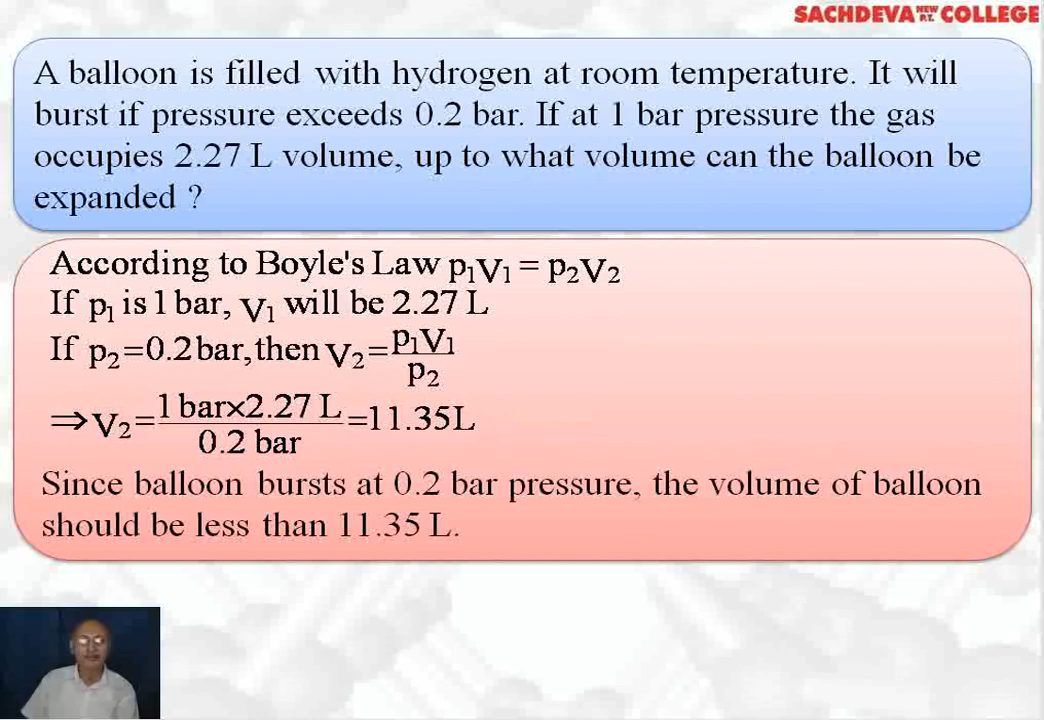 SACHDEVA NEW P.T. COLLEGE
A balloon is filled with hydrogen at room temperature. It will
burst if pressure exceeds 0.2 bar. If at 1 bar pressure the gas
occupies 2.27 L volume, up to what volume can the balloon be
expanded ?
According to Boyle's Law p₁V₁ = p₂V₂
If p₁ is 1 bar, V₁ will be 2.27 L
If p₂=0.2 bar, then V₂= p₁V₁ / p₂
⇒ V₂= 1 bar×2.27 L / 0.2 bar =11.35L
Since balloon bursts at 0.2 bar pressure, the volume of balloon
should be less than 11.35 L.